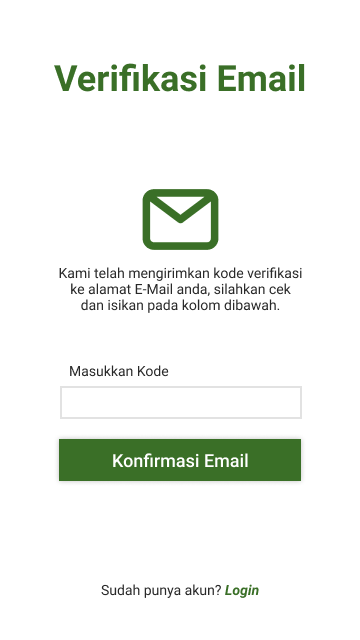 Verifikasi Email
Kami telah mengirimkan kode verifikasi
ke alamat E-Mail anda, silahkan cek
dan isikan pada kolom dibawah.
Masukkan Kode
Konfirmasi Email
Sudah punya akun? Login